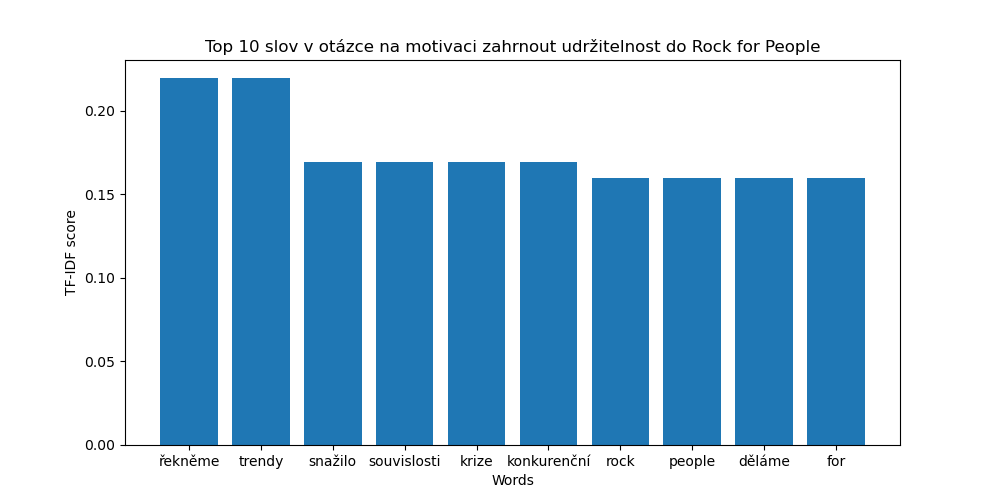 Top 10 slov v otázce na motivaci zahrnout udržitelnost do Rock for People
TF-IDF score
0.20
0.15
0.10
0.05
0.00
řekněme trendy snažilo souvislosti krize konkurenční rock people děláme for
Words